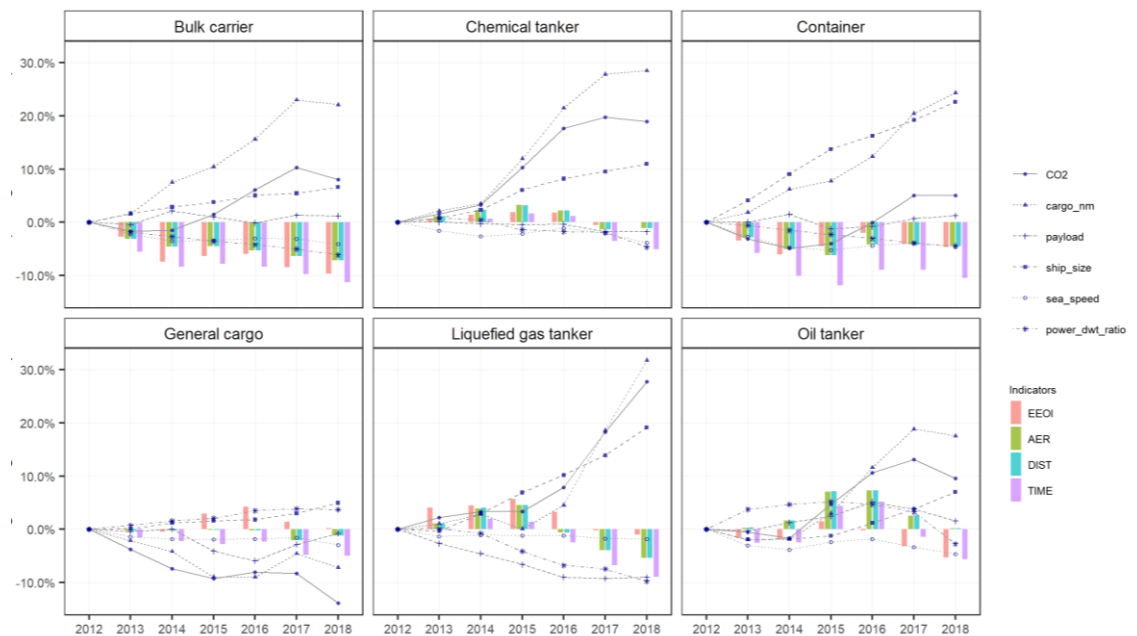 Bulk carrier
Chemical tanker
Container
30.0%
20.0%
10.0%
0.0%
-10.0%
General cargo
Liquefied gas tanker
Oil tanker
30.0%
20.0%
10.0%
0.0%
-10.0%
2012 2013 2014 2015 2016 2017 2018
2012 2013 2014 2015 2016 2017 2018
2012 2013 2014 2015 2016 2017 2018
CO2
cargo_nm
payload
ship_size
sea_speed
power_dwt_ratio
Indicators
EEOI
AER
DIST
TIME